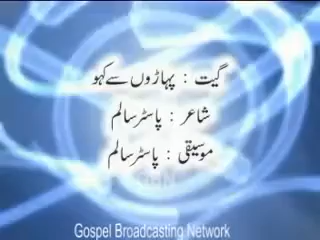 گیت : پہاڑوں سے کہو
شاعر : پاسٹر سالم
موسیقی : پاسٹر سالم
Gospel Broadcasting Network